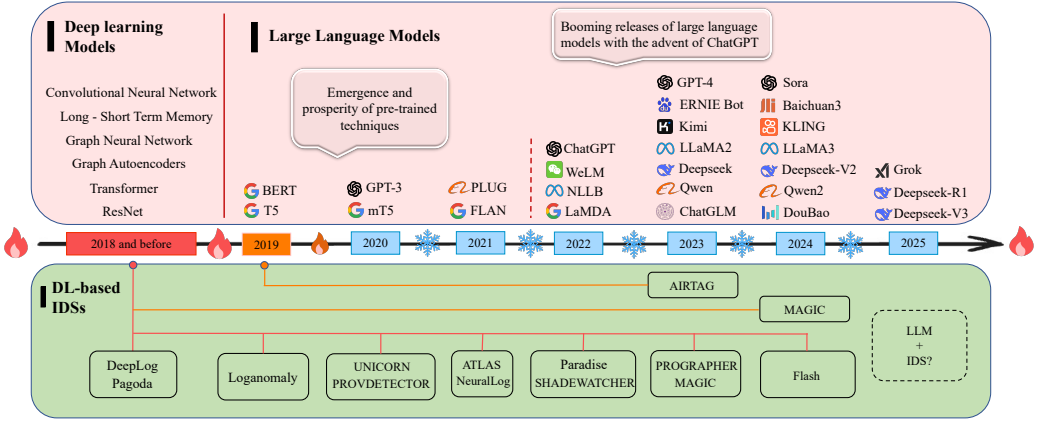 Deep learning
Models
Convolutional Neural Network
Long - Short Term Memory
Graph Neural Network
Graph Autoencoders
Transformer
ResNet
Large Language Models
Emergence and
prosperity of pre-trained
techniques
Booming releases of large language
models with the advent of ChatGPT
BERT
T5
GPT-3
mT5
PLUG
FLAN
ChatGPT
WeLM
NLLB
LaMDA
GPT-4
ERNIE Bot
Kimi
LLaMA2
Deepseek
Qwen
ChatGLM
Sora
Baichuan3
KLING
LLaMA3
Deepseek-V2
Qwen2
DouBao
Grok
Deepseek-R1
Deepseek-V3
2018 and before
2019
2020
2021
2022
2023
2024
2025
DL-based
IDSs
AIRTAG
MAGIC
DeepLog
Pagoda
Loganomaly
UNICORN
PROVDETECTOR
ATLAS
NeuralLog
Paradise
SHADEWATCHER
PROGRAPHER
MAGIC
Flash
LLM
+
IDS?